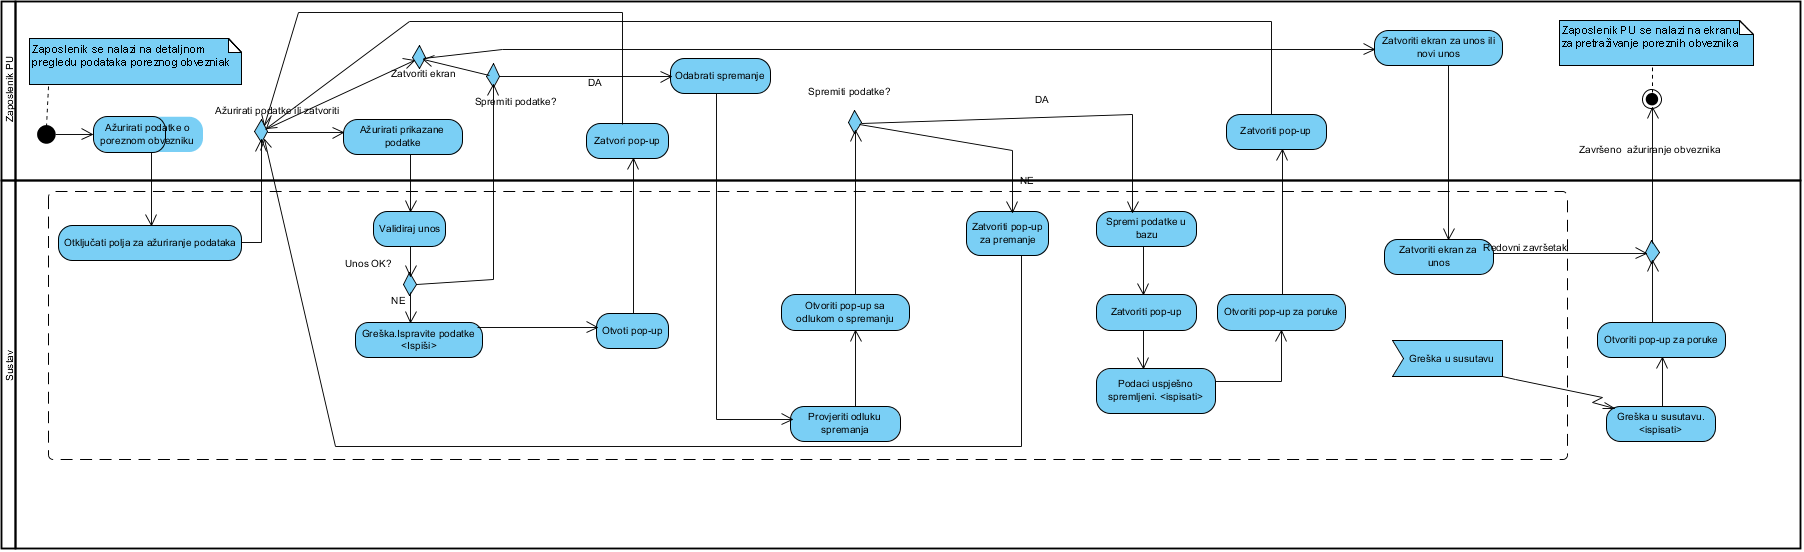 Zaposlenik PU
Zaposlenik se nalazi na detaljnom
pregledu podataka poreznog obvezniak
Ažurirati podatke o
poreznom obvezniku
Ažurirati podatke ili zatvoriti
Zatvoriti ekran
Ažurirati prikazane
podatke
Spremiti podatke?
DA
Zatvori pop-up
Odabrati spremanje
Spremiti podatke?
DA
NE
Zatvoriti pop-up
Zatvoriti ekran za unos ili
novi unos
Zaposlenik PU se nalazi na ekranu
za pretraživanje poreznih obveznika
Završeno  ažuriranje obveznika
Sustav
Otključati polja za ažuriranje podataka
Validiraj unos
Unos OK?
NE
Greška.Ispravite podatke
<Ispiši>
Otvoti pop-up
Otvoriti pop-up sa
odlukom o spremanju
Provjeriti odluku
spremanja
Zatvoriti pop-up
za premanje
Spremi podatke u
bazu
Zatvoriti pop-up
Podaci uspješno
spremljeni. <ispisati>
Otvoriti pop-up za poruke
Zatvoriti ekran za
unos
Redovni završetak
Greška u susutavu
Otvoriti pop-up za poruke
Greška u susutavu.
<ispisati>